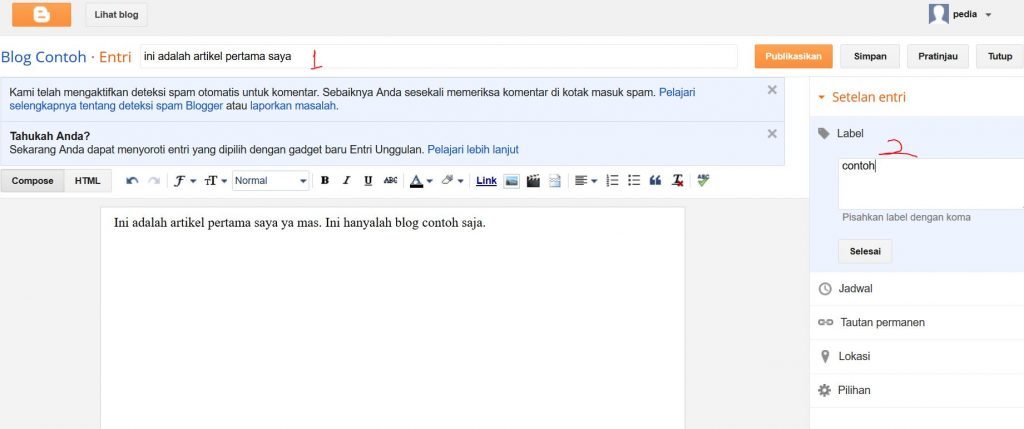 Lihat blog
pedia
Blog Contoh · Entri
ini adalah artikel pertama saya
1
Publikasikan
Simpan
Pratinjau
Tutup
Kami telah mengaktifkan deteksi spam otomatis untuk komentar. Sebaiknya Anda sesekali memeriksa komentar di kotak masuk spam. Pelajari
selengkapnya tentang deteksi spam Blogger atau laporkan masalah.
Tahukah Anda?
Sekarang Anda dapat menyoroti entri yang dipilih dengan gadget baru Entri Unggulan. Pelajari lebih lanjut
Compose
HTML
Normal
B I U ABC A Link
ABC
Ini adalah artikel pertama saya ya mas. Ini hanyalah blog contoh saja.
Setelan entri
Label
2
contoh
Pisahkan label dengan koma
Selesai
Jadwal
Tautan permanen
Lokasi
Pilihan